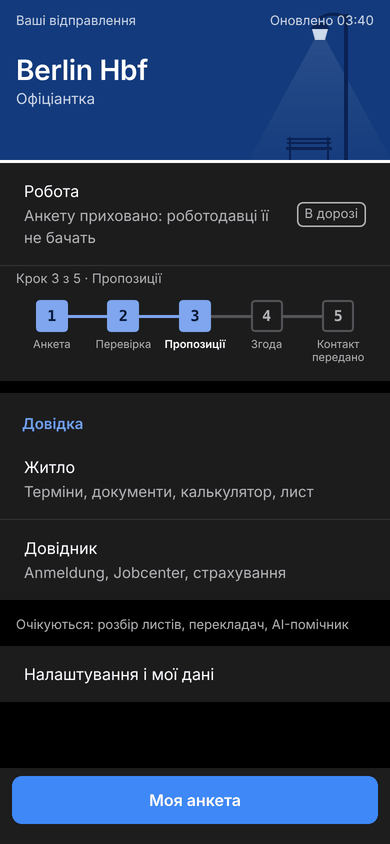 Ваші відправлення
Оновлено 03:40
Berlin Hbf
Офіціантка
Робота
Анкету приховано: роботодавці її
не бачать
В дорозі
Крок 3 з 5 · Пропозиції
1
2
3
4
5
Анкета
Перевірка
Пропозиції
Згода
Контакт
передано
Довідка
Житло
Терміни, документи, калькулятор, лист
Довідник
Anmeldung, Jobcenter, страхування
Очікуються: розбір листів, перекладач, AI-помічник
Налаштування і мої дані
Моя анкета